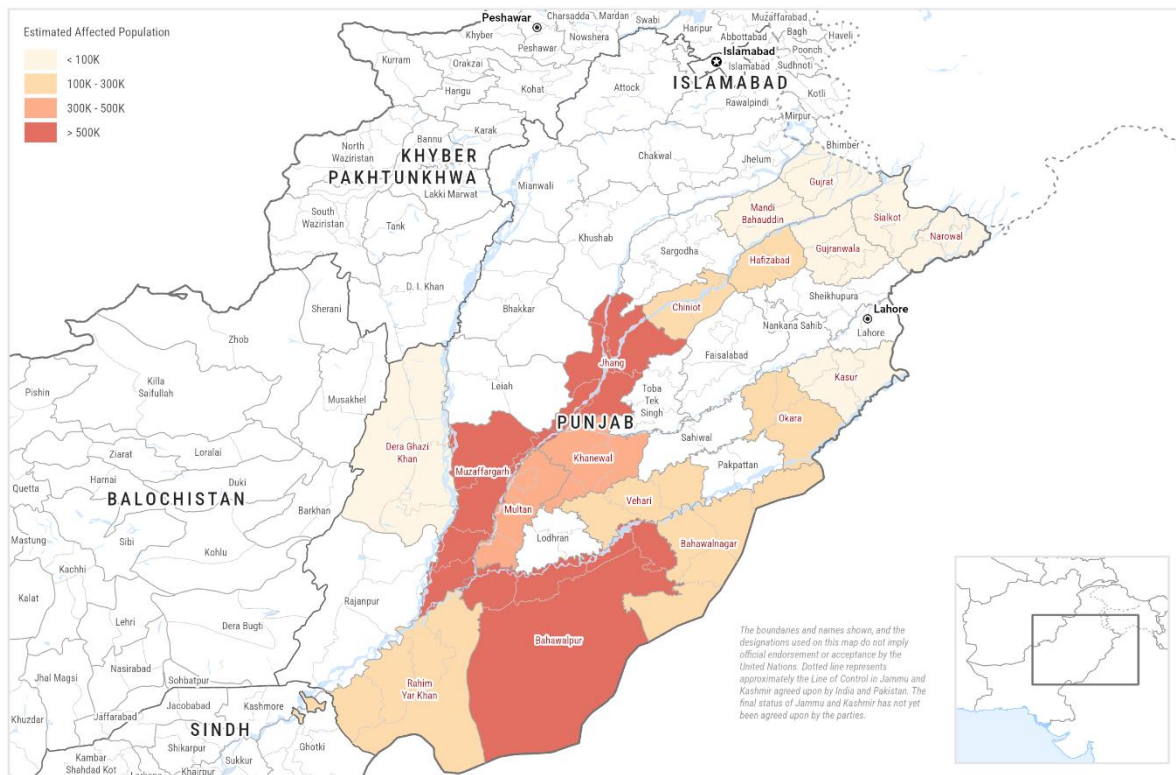 Estimated Affected Population
< 100K
100K - 300K
300K - 500K
> 500K
Peshawar
Charsadda
Mardan
Swabi
Haripur
Muzaffarabad
Bagh
Haveli
Khyber
Nowshera
Abbottabad
Poonch
Peshawar
Islamabad
Islamabad
Sudhnoti
Kurram
Orakzai
ISLAMABAD
Hangu
Kohat
Attock
Rawalpindi
Kotli
Mirpur
Bannu
Karak
North
Waziristan
Chakwal
Jhelum
Bhimber
KHYBER
PAKHTUNKHWA
Lakki Marwat
Mianwali
Gujrat
South
Waziristan
Tank
Khushab
Mandi
Bahauddin
Sialkot
Narowal
Sargodha
Gujranwala
Hafizabad
D. I. Khan
Sherani
Bhakkar
Chiniot
Sheikhupura
Lahore
Zhob
Nankana Sahib
Lahore
Jhang
Faisalabad
Pishin
Killa
Saifullah
Musakhel
Leiah
Toba
Tek
Singh
Kasur
Okara
PUNJAB
Dera Ghazi
Khan
Sahiwal
Ziarat
Loralai
Muzaffargarh
Khanewal
Pakpattan
Harnai
Duki
Quetta
BALOCHISTAN
Barkhan
Multan
Vehari
Mastung
Sibi
Lodhran
Bahawalnagar
Kohlu
Kachhi
Kalat
Rajanpur
Lehri
Dera Bugti
Bahawalpur
Nasirabad
Jhal Magsi
Sohbatpur
Rahim
Yar Khan
Jacobabad
Kashmore
Khuzdar
Jaffarabad
SINDH
Shikarpur
Ghotki
Kambar
Shahdad Kot
Sukkur
Khairpur
The boundaries and names shown, and the
designations used on this map do not imply
official endorsement or acceptance by the
United Nations. Dotted line represents
approximately the Line of Control in Jammu and
Kashmir agreed upon by India and Pakistan. The
final status of Jammu and Kashmir has not yet
been agreed upon by the parties.